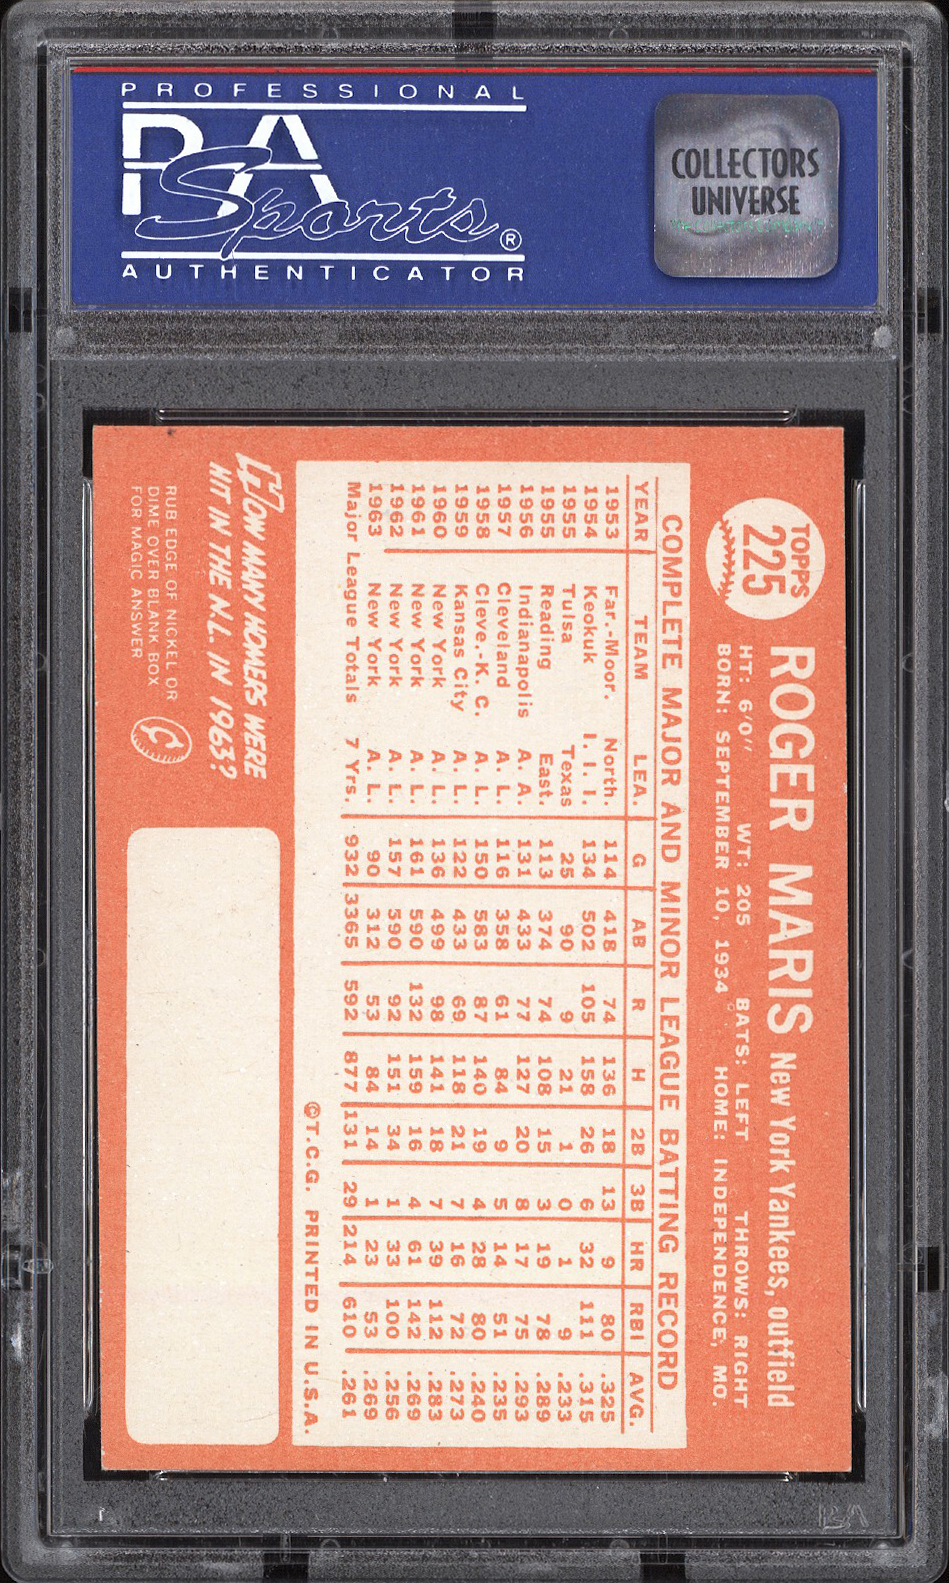 PROFESSIONAL
PSA
Sports®
AUTHENTICATOR
COLLECTORS
UNIVERSE
TOPPS
225
ROGER MARIS New York Yankees, outfield
HT: 6'0" WT: 205 BATS: LEFT THROWS: RIGHT
BORN: SEPTEMBER 10, 1934 HOME: INDEPENDENCE, MO.
COMPLETE MAJOR AND MINOR LEAGUE BATTING RECORD
YEAR TEAM LEA. G AB R H 2B 3B HR RBI AVG.
1953 Far.-Moor. North. 114 418 74 136 18 13 9 80 .325
1954 Keokuk I. I. I. 134 502 105 158 26 6 32 111 .315
1955 Tulsa Texas 25 90 9 21 1 0 1 9 .233
1955 Reading East. 113 374 74 108 15 3 19 78 .289
1956 Indianapolis A. A. 131 433 77 127 20 8 17 75 .293
1957 Cleveland A. L. 116 358 61 84 9 5 14 51 .235
1958 Cleve.-K. C. A. L. 150 583 87 140 19 4 28 80 .240
1959 Kansas City A. L. 122 433 69 118 21 7 16 72 .273
1960 New York A. L. 136 499 98 141 18 7 39 112 .283
1961 New York A. L. 161 590 132 159 16 4 61 142 .269
1962 New York A. L. 157 590 92 151 34 1 33 100 .256
1963 New York A. L. 90 312 53 84 14 1 23 53 .269
Major League Totals 7 Yrs. 932 3365 592 877 131 29 214 610 .261
©T.C.G. PRINTED IN U.S.A.
HOW MANY HOMERS WERE
HIT IN THE N.L. IN 1963?
RUB EDGE OF NICKEL OR
DIME OVER BLANK BOX
FOR MAGIC ANSWER
PSA